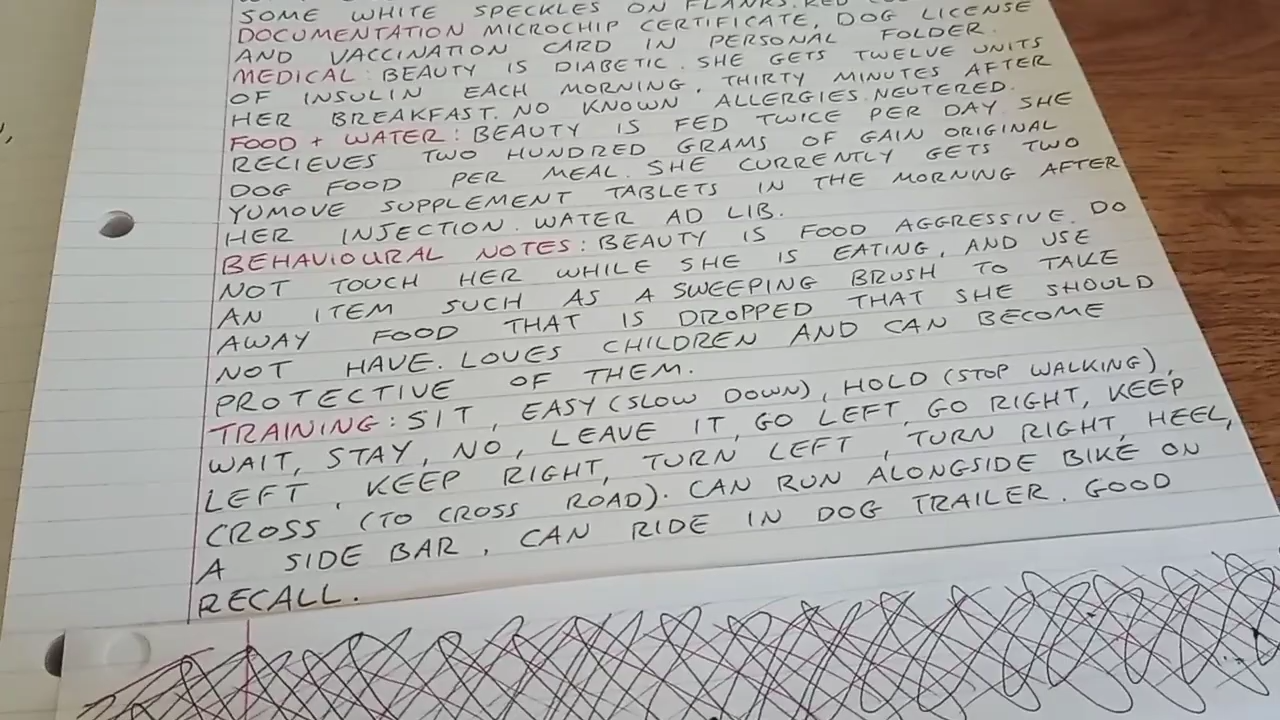 SOME WHITE SPECKLES ON FLANKS. RED
DOCUMENTATION MICROCHIP CERTIFICATE, DOG LICENSE
AND VACCINATION CARD IN PERSONAL FOLDER.
MEDICAL: BEAUTY IS DIABETIC. SHE GETS TWELVE UNITS
OF INSULIN EACH MORNING, THIRTY MINUTES AFTER
HER BREAKFAST. NO KNOWN ALLERGIES. NEUTERED.
FOOD + WATER: BEAUTY IS FED TWICE PER DAY. SHE
RECIEVES TWO HUNDRED GRAMS OF GAIN ORIGINAL
DOG FOOD PER MEAL. SHE CURRENTLY GETS TWO
YUMOVE SUPPLEMENT TABLETS IN THE MORNING AFTER
HER INJECTION. WATER AD LIB.
BEHAVIOURAL NOTES: BEAUTY IS FOOD AGGRESSIVE. DO
NOT TOUCH HER WHILE SHE IS EATING, AND USE
AN ITEM SUCH AS A SWEEPING BRUSH TO TAKE
AWAY FOOD THAT IS DROPPED THAT SHE SHOULD
NOT HAVE. LOVES CHILDREN AND CAN BECOME
PROTECTIVE OF THEM.
TRAINING: SIT, EASY (SLOW DOWN), HOLD (STOP WALKING),
WAIT, STAY, NO, LEAVE IT, GO LEFT, GO RIGHT, KEEP
LEFT, KEEP RIGHT, TURN LEFT, TURN RIGHT, HEEL,
CROSS (TO CROSS ROAD). CAN RUN ALONGSIDE BIKE ON
A SIDE BAR, CAN RIDE IN DOG TRAILER. GOOD
RECALL.